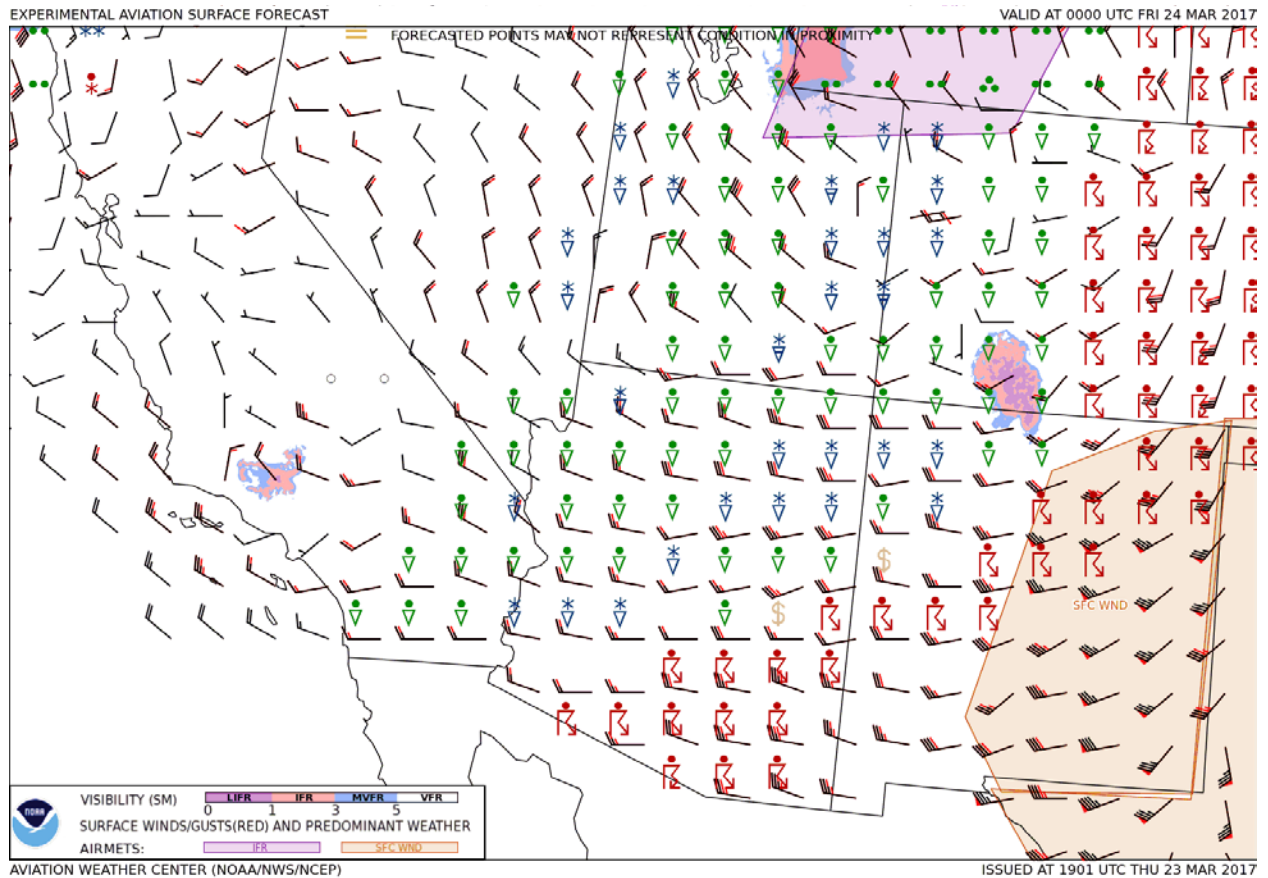 EXPERIMENTAL AVIATION SURFACE FORECAST
VALID AT 0000 UTC FRI 24 MAR 2017
FORECASTED POINTS MAY NOT REPRESENT CONDITION IN PROXIMITY
SFC WND
VISIBILITY (SM)
LIFR IFR MVFR VFR
0 1 3 5
SURFACE WINDS/GUSTS(RED) AND PREDOMINANT WEATHER
AIRMETS: IFR SFC WND
NOAA
AVIATION WEATHER CENTER (NOAA/NWS/NCEP)
ISSUED AT 1901 UTC THU 23 MAR 2017